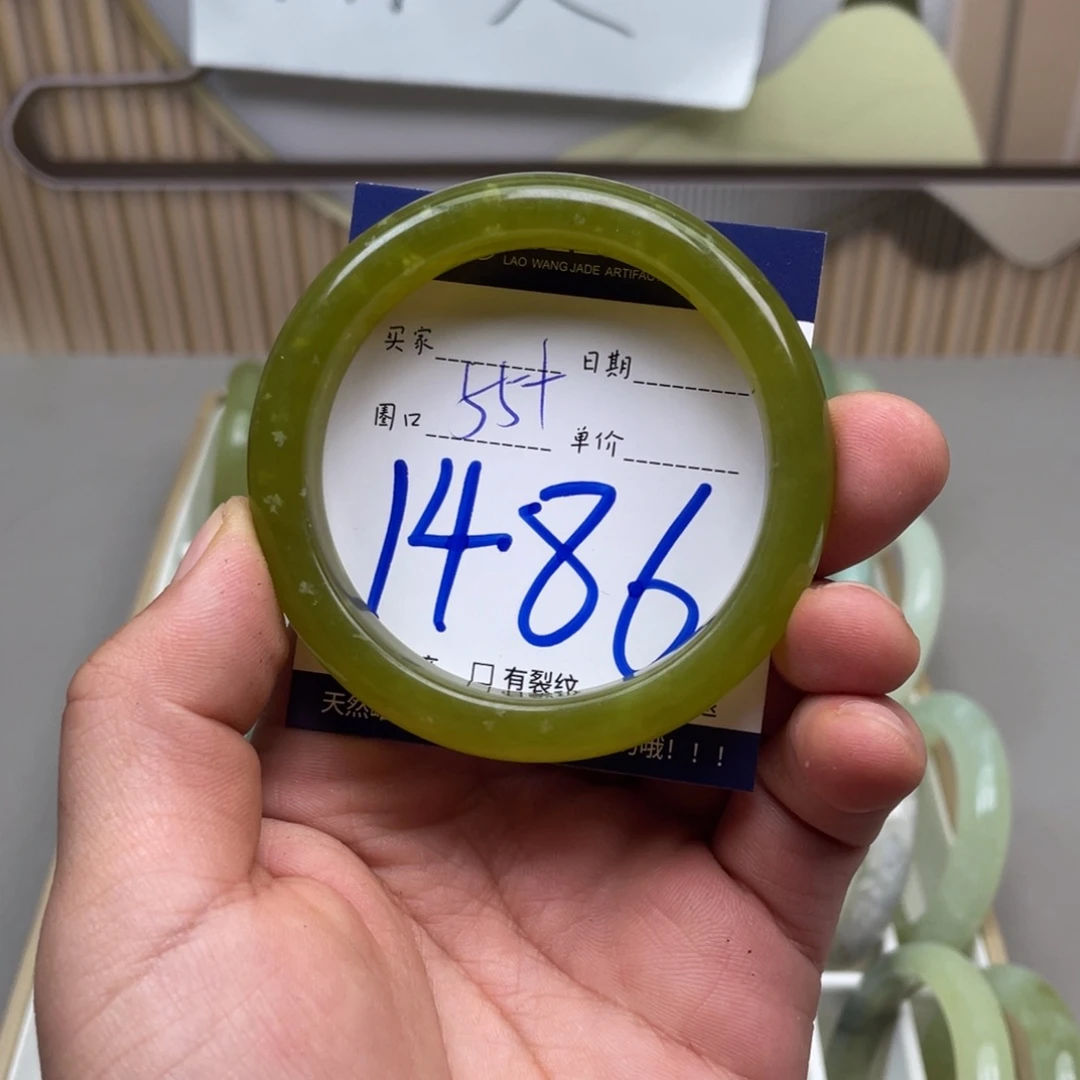 LAO WANG JADE ARTIFAC
买家 日期
圈口 55+ 单价
1486
口 有裂纹
天然
哦！！！